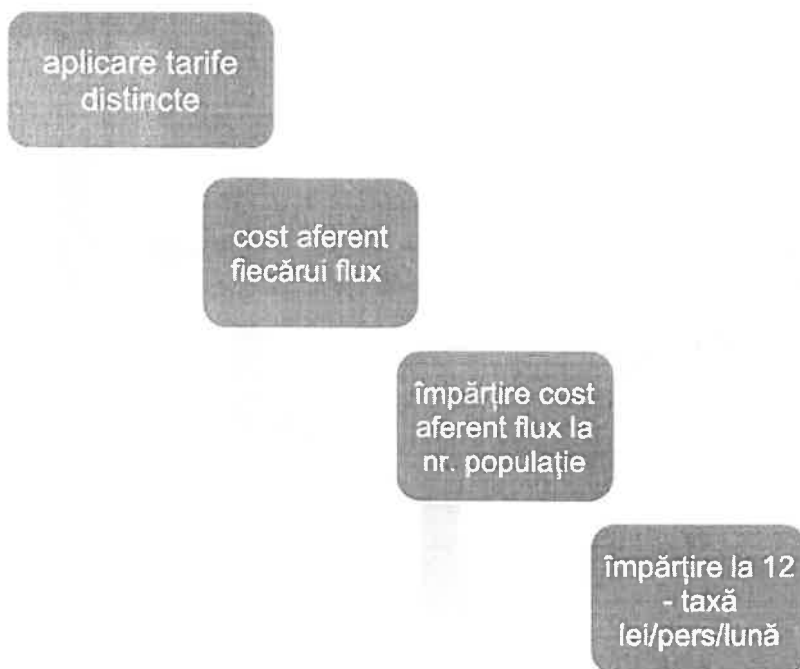 aplicare tarife
distincte
cost aferent
fiecărui flux
împărțire cost
aferent flux la
nr. populaţie
împărțire la 12
- taxă
lei/pers/lună